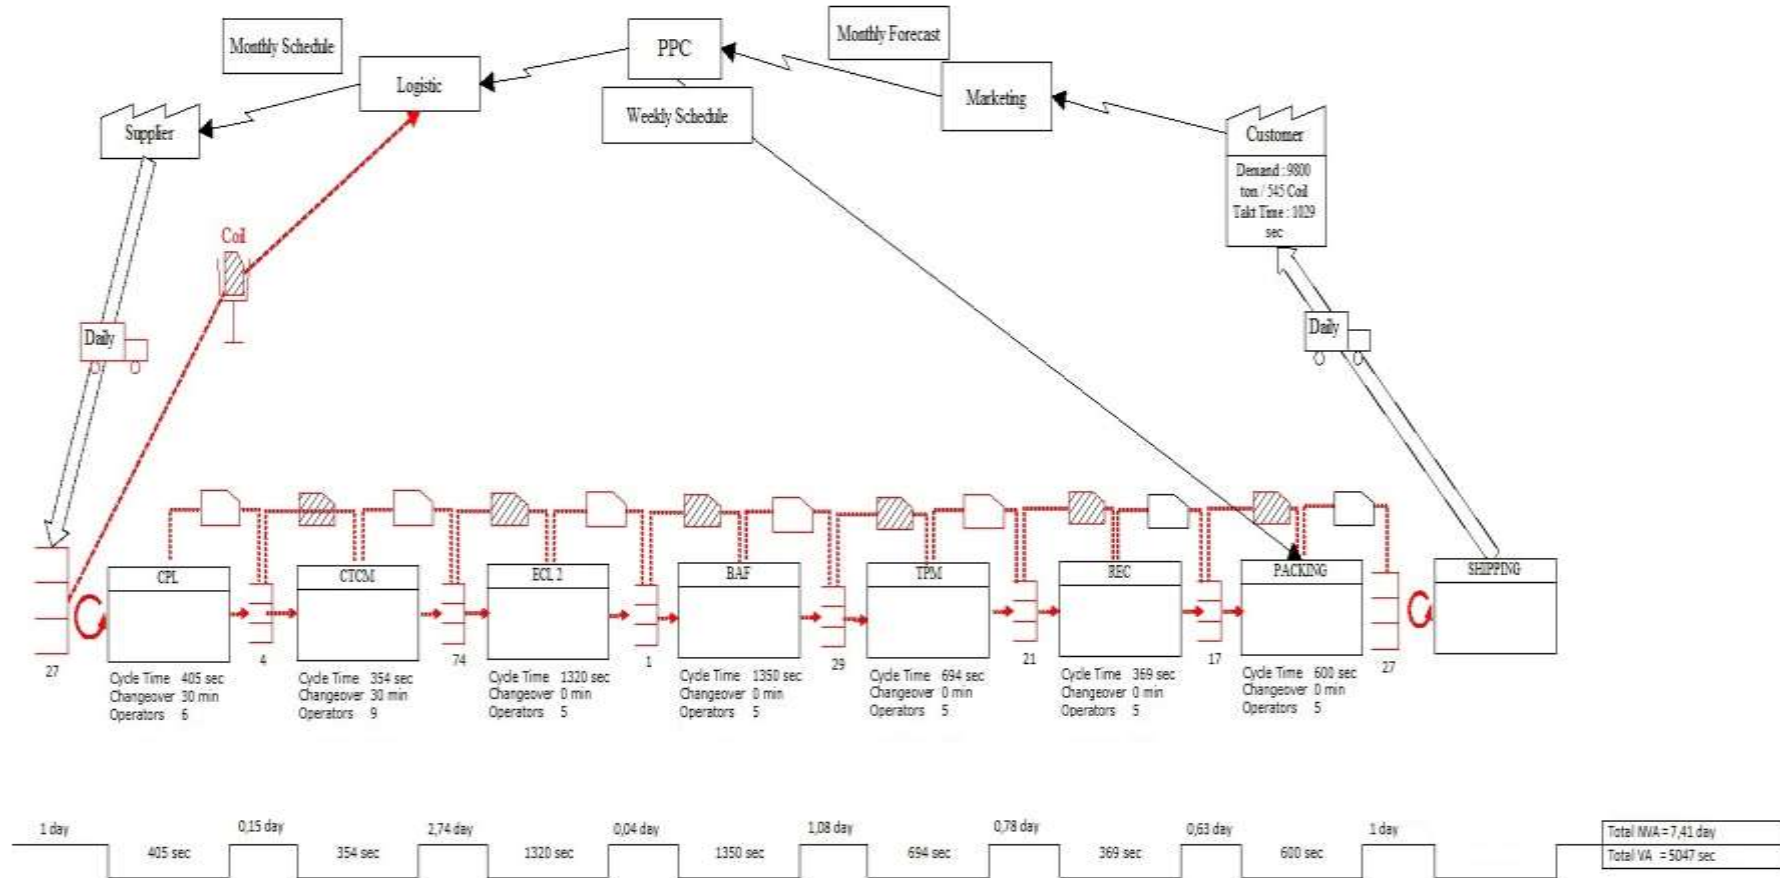 Monthly Schedule
Logistic
PPC
Weekly Schedule
Monthly Forecast
Marketing
Supplier
Customer
Demand : 9800
ton / 545 Coil
Takt Time : 1029
sec
Coil
Daily
Daily
CPL
CTCM
ECL 2
BAF
TPM
REC
PACKING
SHIPPING
27
4
74
1
29
21
17
27
Cycle Time 405 sec
Changeover 30 min
Operators 6
Cycle Time 354 sec
Changeover 30 min
Operators 9
Cycle Time 1320 sec
Changeover 0 min
Operators 5
Cycle Time 1350 sec
Changeover 0 min
Operators 5
Cycle Time 694 sec
Changeover 0 min
Operators 5
Cycle Time 369 sec
Changeover 0 min
Operators 5
Cycle Time 600 sec
Changeover 0 min
Operators 5
1 day
0,15 day
2,74 day
0,04 day
1,08 day
0,78 day
0,63 day
1 day
405 sec
354 sec
1320 sec
1350 sec
694 sec
369 sec
600 sec
Total NVA = 7,41 day
Total VA = 5047 sec